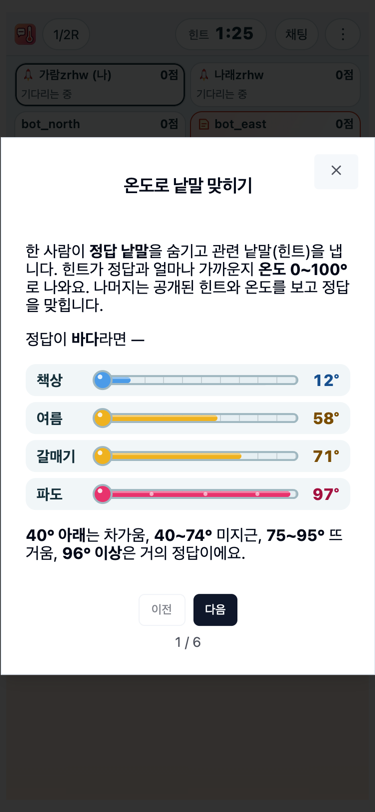 1/2R
힌트 1:25
채팅
가람zrhw (나) 0점
기다리는 중
나래zrhw 0점
기다리는 중
bot_north 0점
bot_east 0점
온도로 낱말 맞히기
한 사람이 정답 낱말을 숨기고 관련 낱말(힌트)을 냅
니다. 힌트가 정답과 얼마나 가까운지 온도 0~100°
로 나와요. 나머지는 공개된 힌트와 온도를 보고 정답
을 맞힙니다.
정답이 바다라면 —
책상 12°
여름 58°
갈매기 71°
파도 97°
40° 아래는 차가움, 40~74° 미지근, 75~95° 뜨
거움, 96° 이상은 거의 정답이에요.
이전
다음
1 / 6